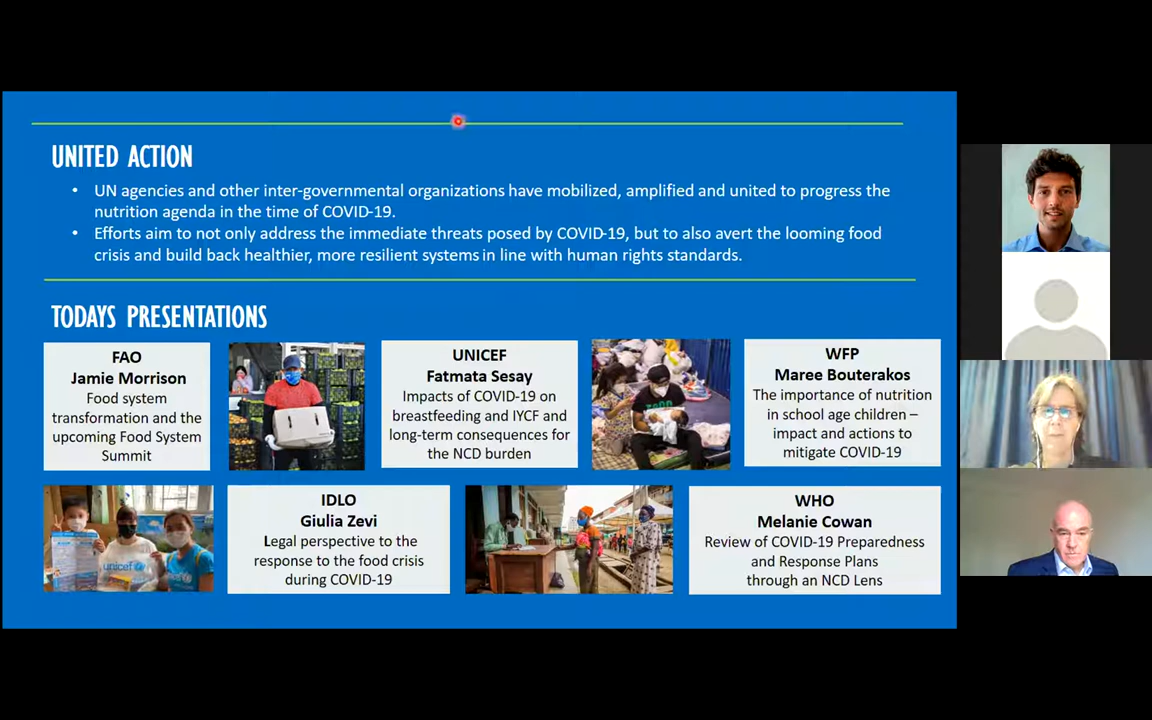 UNITED ACTION
• UN agencies and other inter-governmental organizations have mobilized, amplified and united to progress the
nutrition agenda in the time of COVID-19.
• Efforts aim to not only address the immediate threats posed by COVID-19, but to also avert the looming food
crisis and build back healthier, more resilient systems in line with human rights standards.
TODAYS PRESENTATIONS
FAO
Jamie Morrison
Food system
transformation and the
upcoming Food System
Summit
UNICEF
Fatmata Sesay
Impacts of COVID-19 on
breastfeeding and IYCF and
long-term consequences for
the NCD burden
WFP
Maree Bouterakos
The importance of nutrition
in school age children –
impact and actions to
mitigate COVID-19
unicef
IDLO
Giulia Zevi
Legal perspective to the
response to the food crisis
during COVID-19
WHO
Melanie Cowan
Review of COVID-19 Preparedness
and Response Plans
through an NCD Lens